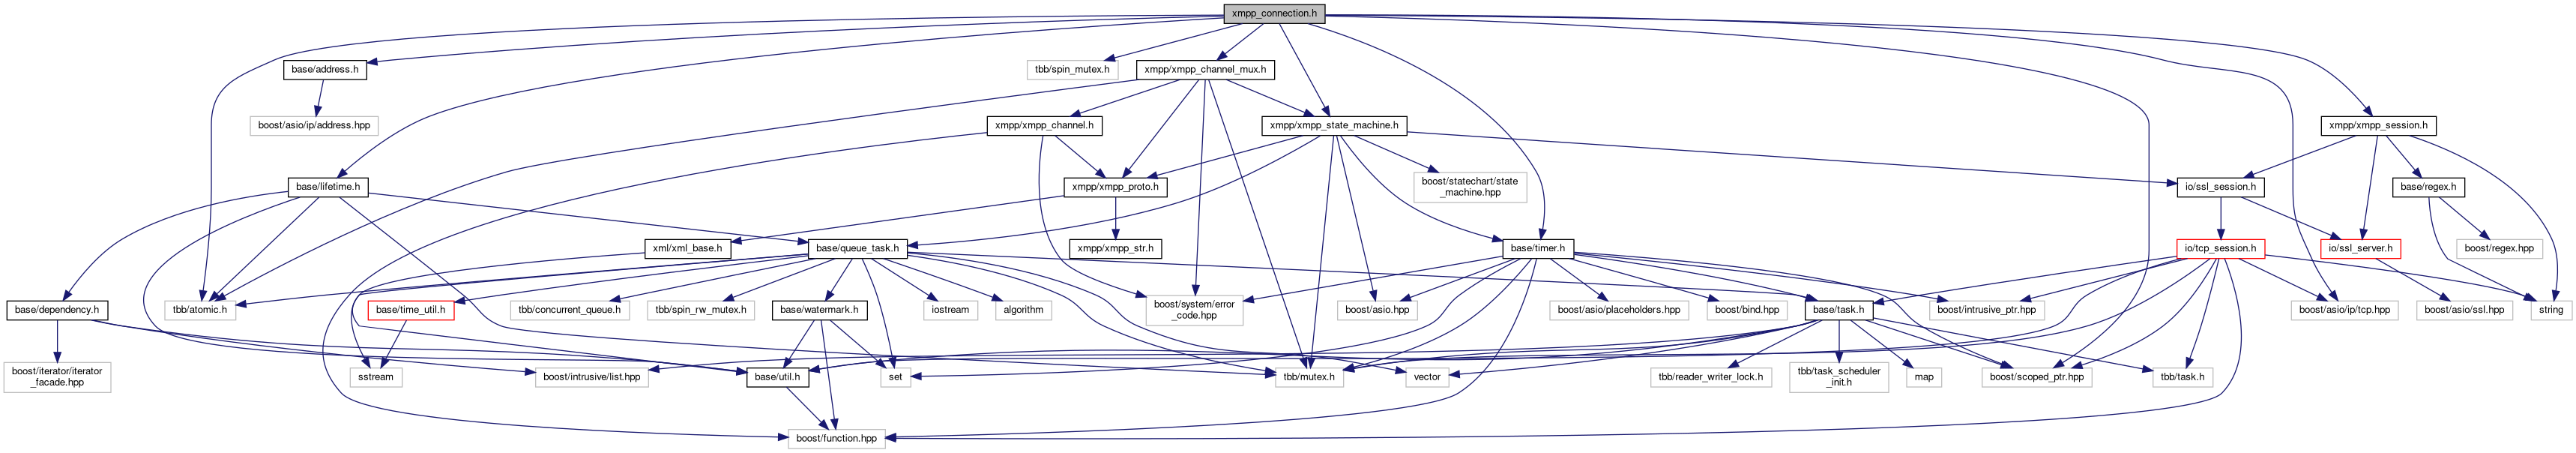 xmpp_connection.h
base/address.h
tbb/spin_mutex.h
xmpp/xmpp_channel_mux.h
boost/asio/ip/address.hpp
xmpp/xmpp_channel.h
xmpp/xmpp_state_machine.h
xmpp/xmpp_session.h
base/lifetime.h
xmpp/xmpp_proto.h
boost/statechart/state
_machine.hpp
io/ssl_session.h
base/regex.h
xml/xml_base.h
base/queue_task.h
xmpp/xmpp_str.h
base/timer.h
io/tcp_session.h
io/ssl_server.h
boost/regex.hpp
base/dependency.h
tbb/atomic.h
base/time_util.h
tbb/concurrent_queue.h
tbb/spin_rw_mutex.h
base/watermark.h
iostream
algorithm
boost/system/error
_code.hpp
boost/asio.hpp
boost/asio/placeholders.hpp
boost/bind.hpp
base/task.h
boost/intrusive_ptr.hpp
boost/asio/ip/tcp.hpp
boost/asio/ssl.hpp
string
boost/iterator/iterator
_facade.hpp
sstream
boost/intrusive/list.hpp
base/util.h
set
tbb/mutex.h
vector
tbb/reader_writer_lock.h
tbb/task_scheduler
_init.h
map
boost/scoped_ptr.hpp
tbb/task.h
boost/function.hpp